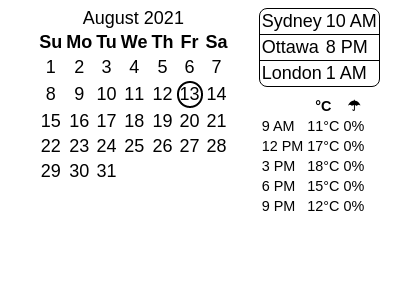 August 2021
Su Mo Tu We Th Fr Sa
1 2 3 4 5 6 7
8 9 10 11 12 13 14
15 16 17 18 19 20 21
22 23 24 25 26 27 28
29 30 31
Sydney 10 AM
Ottawa 8 PM
London 1 AM
°C ☂
9 AM 11°C 0%
12 PM 17°C 0%
3 PM 18°C 0%
6 PM 15°C 0%
9 PM 12°C 0%